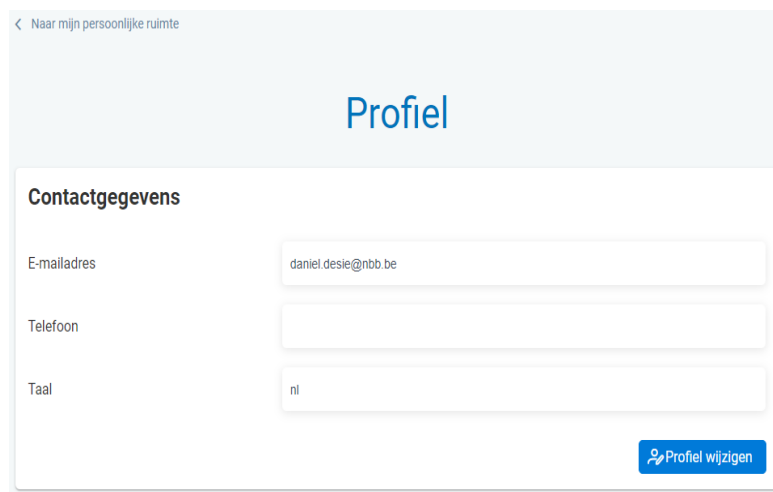 Naar mijn persoonlijke ruimte
Profiel
Contactgegevens
E-mailadres
daniel.desie@nbb.be
Telefoon
Taal
nl
Profiel wijzigen